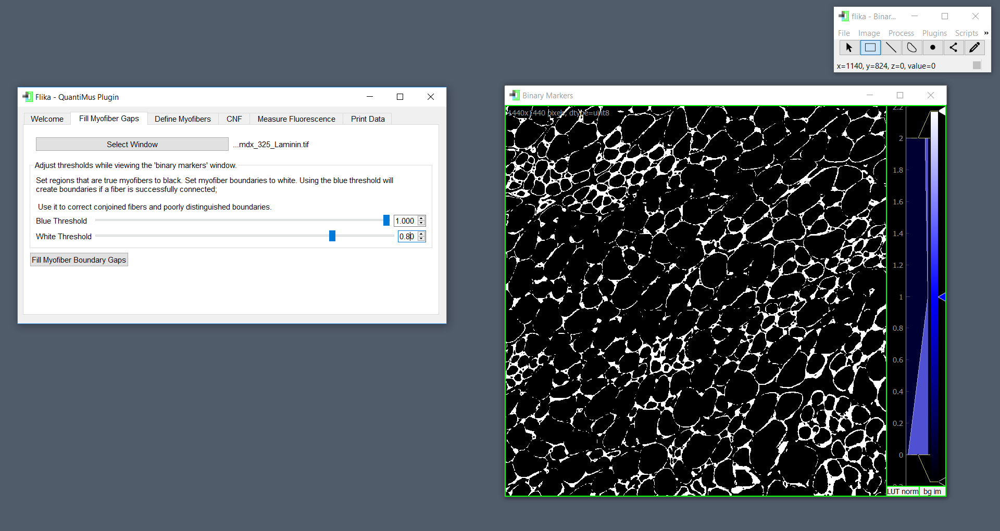 flika - Binar...
File Image Process Plugins Scripts »
x=1140, y=824, z=0, value=0
Flika - QuantiMus Plugin
Welcome Fill Myofiber Gaps Define Myofibers CNF Measure Fluorescence Print Data
Select Window ...mdx_325_Laminin.tif
Adjust thresholds while viewing the 'binary markers' window.
Set regions that are true myofibers to black. Set myofiber boundaries to white. Using the blue threshold will
create boundaries if a fiber is successfully connected;
Use it to correct conjoined fibers and poorly distinguished boundaries.
Blue Threshold 1.000
White Threshold 0.80
Fill Myofiber Boundary Gaps
Binary Markers
1440x1440 pixels, dtype=uint8
2.2
2
1.8
1.6
1.4
1.2
1
0.8
0.6
0.4
0.2
0
LUT norm bg im